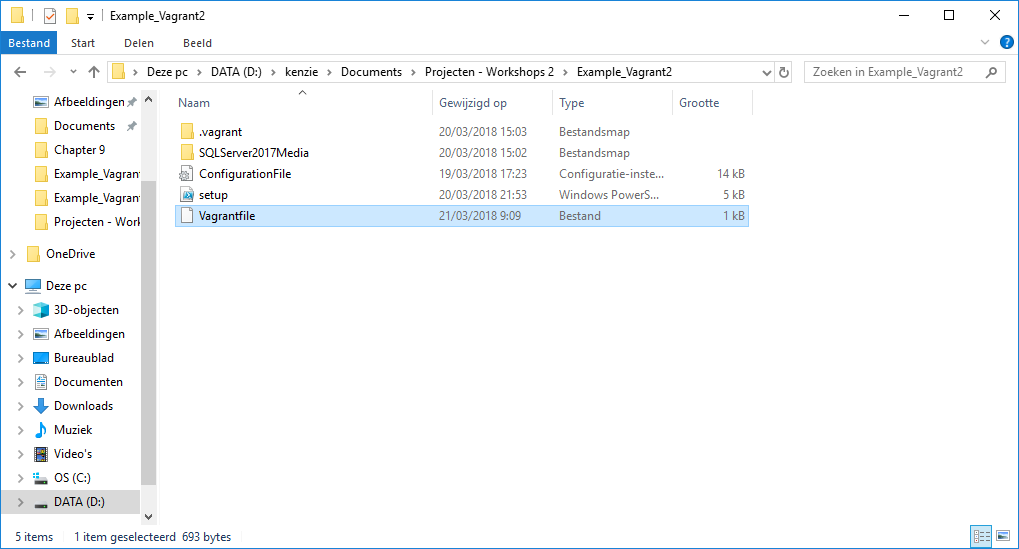 Example_Vagrant2
Bestand Start Delen Beeld
Deze pc DATA (D:) kenzie Documents Projecten - Workshops 2 Example_Vagrant2 Zoeken in Example_Vagrant2
Naam Gewijzigd op Type Grootte
Afbeeldingen
Documents
Chapter 9
Example_Vagran
Example_Vagran
Projecten - Work
OneDrive
Deze pc
3D-objecten
Afbeeldingen
Bureaublad
Documenten
Downloads
Muziek
Video's
OS (C:)
DATA (D:)
.vagrant 20/03/2018 15:03 Bestandsmap
SQLServer2017Media 20/03/2018 15:02 Bestandsmap
ConfigurationFile 19/03/2018 17:23 Configuratie-inste... 14 kB
setup 20/03/2018 21:53 Windows PowerS... 5 kB
Vagrantfile 21/03/2018 9:09 Bestand 1 kB
5 items 1 item geselecteerd 693 bytes